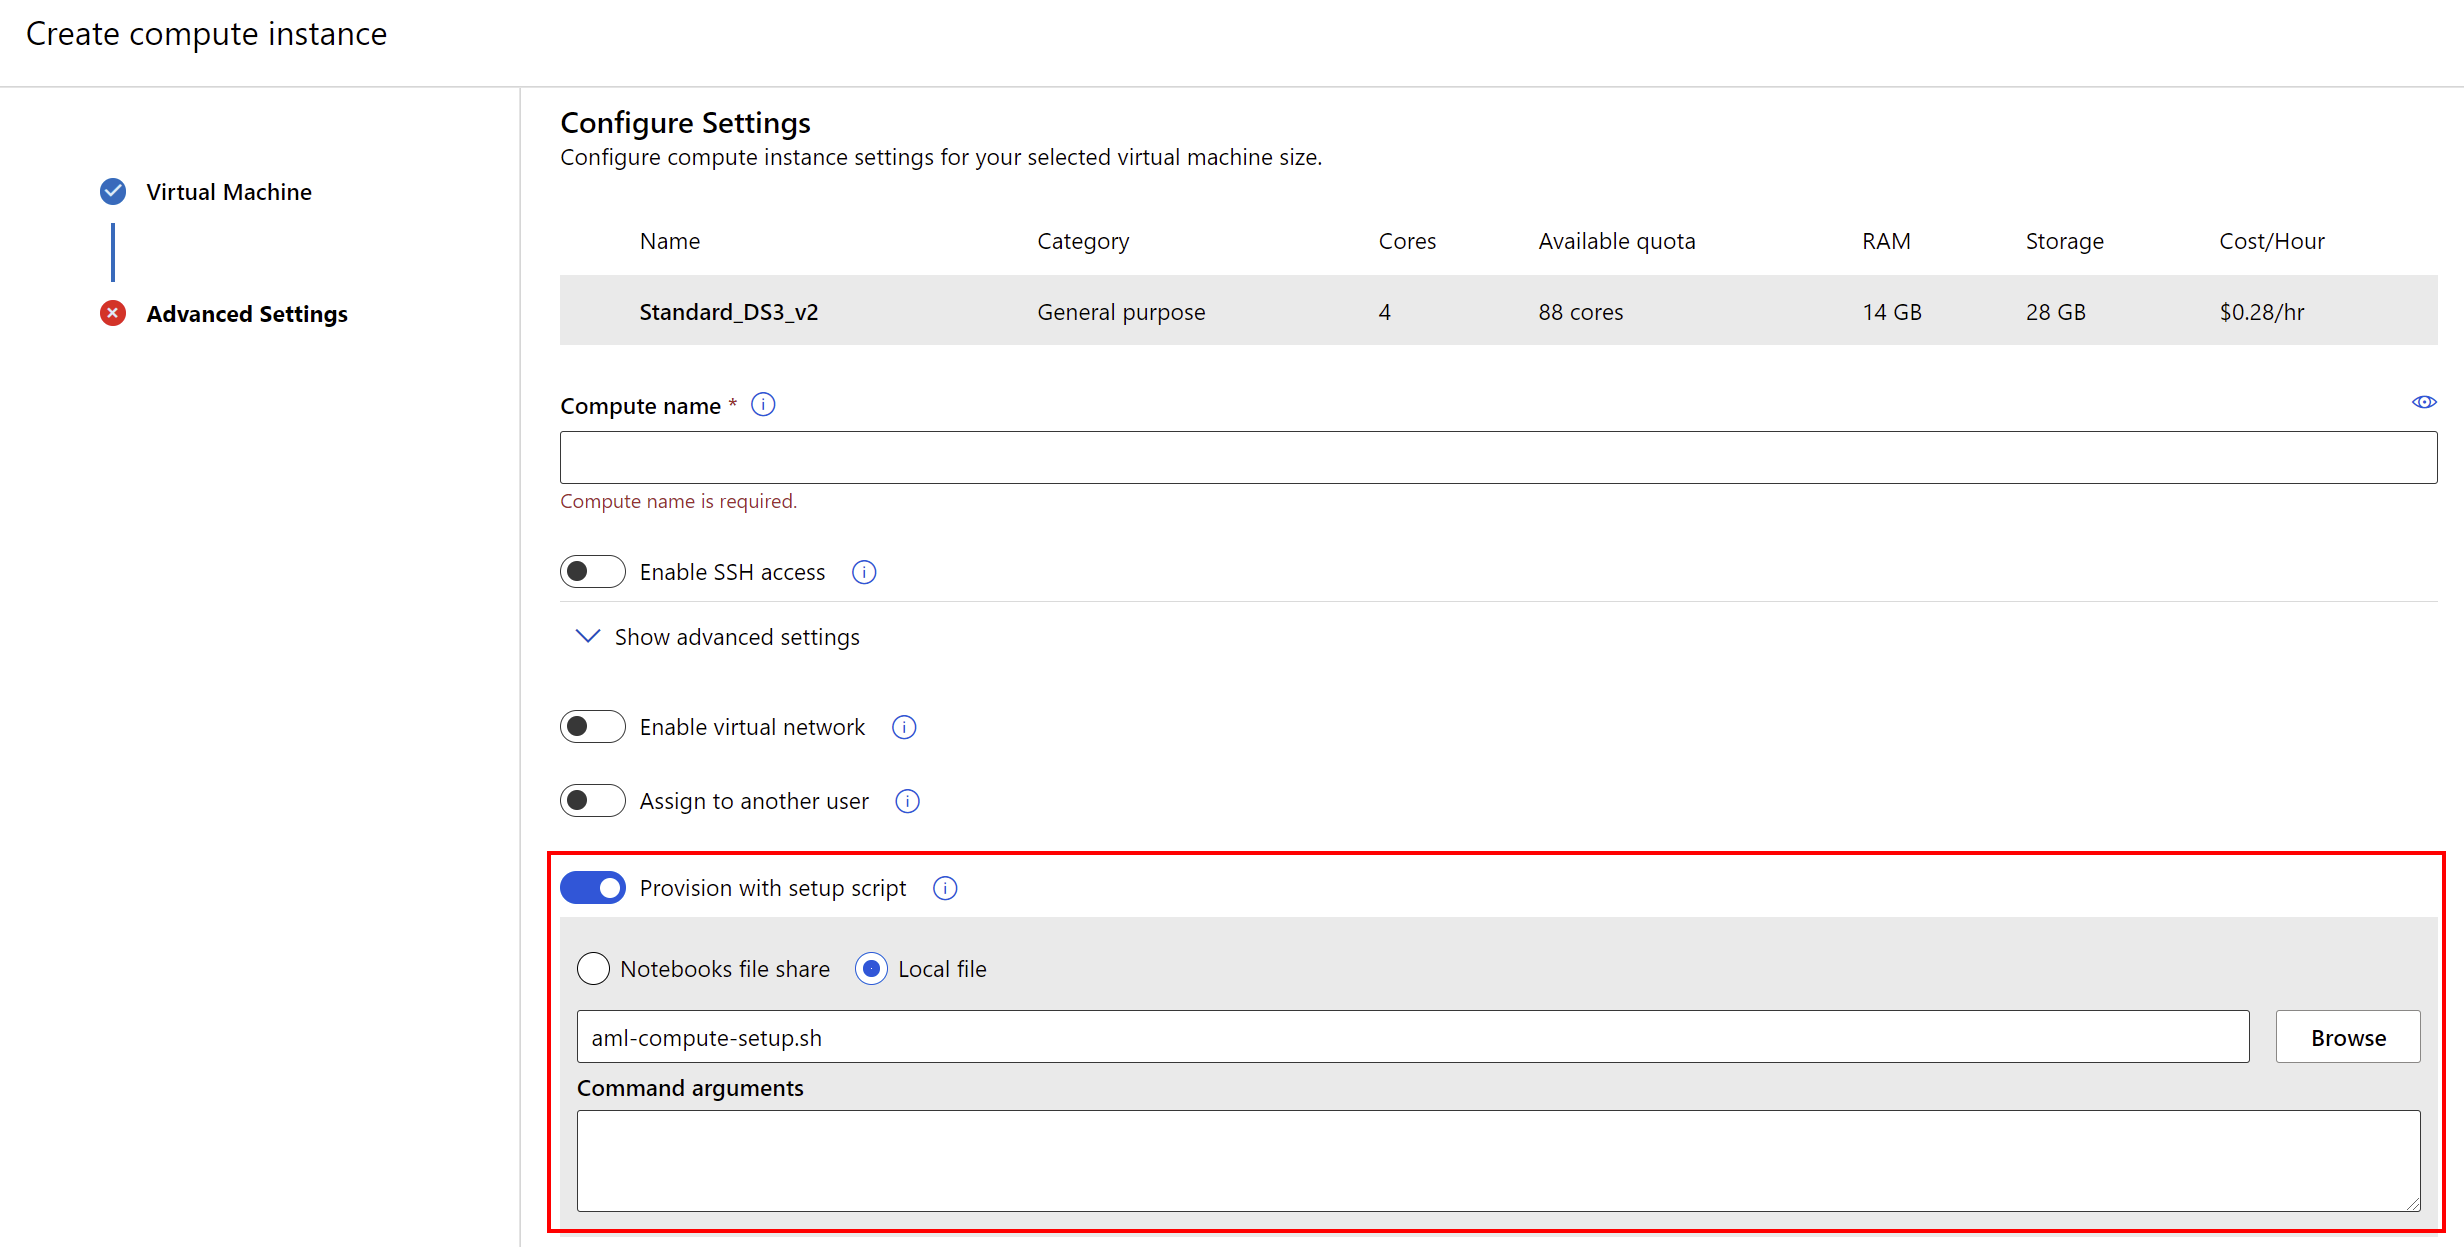 Create compute instance
Virtual Machine
Advanced Settings
Configure Settings
Configure compute instance settings for your selected virtual machine size.
Name Category Cores Available quota RAM Storage Cost/Hour
Standard_DS3_v2 General purpose 4 88 cores 14 GB 28 GB $0.28/hr
Compute name *
Compute name is required.
Enable SSH access
Show advanced settings
Enable virtual network
Assign to another user
Provision with setup script
Notebooks file share Local file
aml-compute-setup.sh Browse
Command arguments